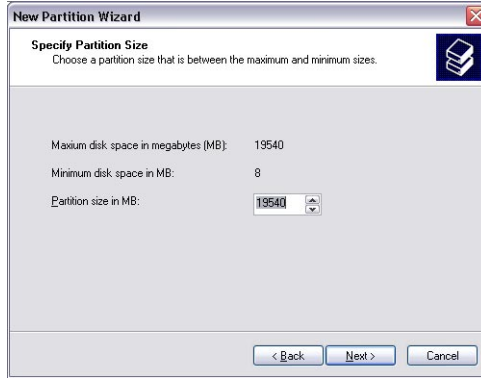 New Partition Wizard
Specify Partition Size
Choose a partition size that is between the maximum and minimum sizes.
Maxium disk space in megabytes (MB): 19540
Minimum disk space in MB: 8
Partition size in MB: 19540
< Back Next > Cancel